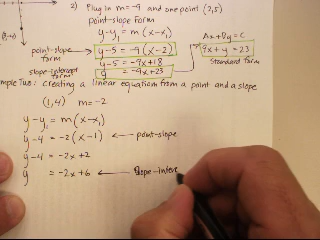 2) Plug in m = -9 and one point (2,5)
point-slope form
y-y₁ = m(x-x₁)
Ax+By = C
point-slope form → y-5 = -9(x-2)
9x+y = 23
y-5 = -9x+18
Standard form
slope-intercept form → y = -9x+23
mple Two: Creating a linear equation from a point and a slope
(1,4) m=-2
y-y₁ = m(x-x₁)
y-4 = -2(x-1) ← point-slope
y-4 = -2x+2
y = -2x+6 ← Slope-interc